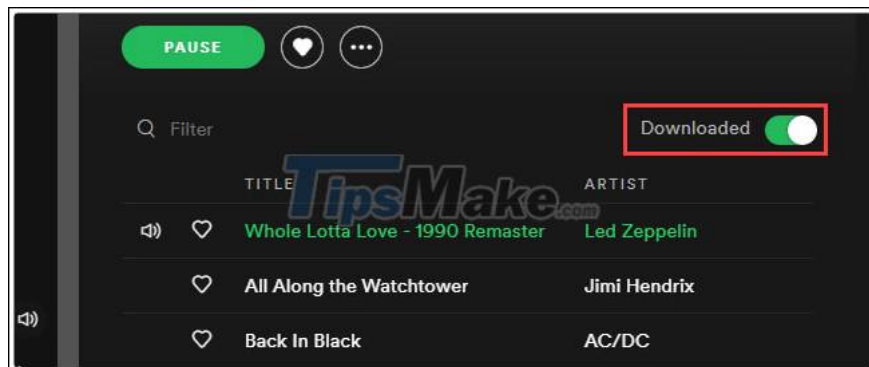 PAUSE
Filter
Downloaded
TITLE
ARTIST
TipsMake.com
Whole Lotta Love - 1990 Remaster
Led Zeppelin
All Along the Watchtower
Jimi Hendrix
Back In Black
AC/DC